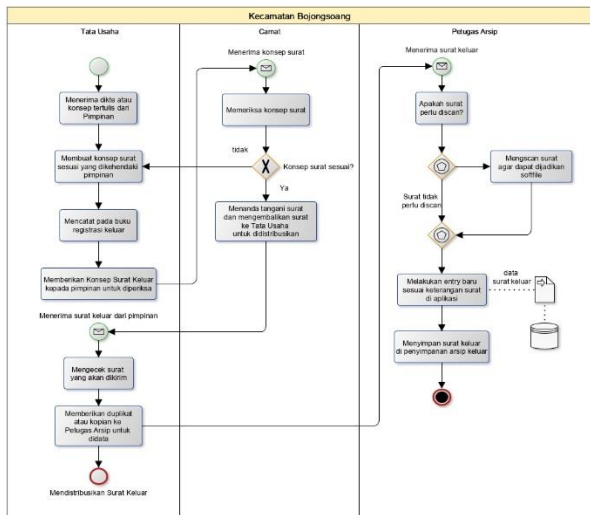 Kecamatan Bojongsoang
Tata Usaha
Menerima dikte atau
konsep tertulis dari
Pimpinan
Membuat konsep surat
sesuai yang dikehendaki
pimpinan
Mencatat pada buku
registrasi keluar
Memberikan Konsep Surat Keluar
kepada pimpinan untuk diperiksa
Menerima surat keluar dari pimpinan
Mengecek surat
yang akan dikirim
Memberikan duplikat
atau kopian ke
Petugas Arsip untuk
didata
Mendistribusikan Surat Keluar
Camat
Menerima konsep surat
Memeriksa konsep surat
tidak
Konsep surat sesuai?
Ya
Menanda tangani surat
dan mengembalikan surat
ke Tata Usaha
untuk didistribusikan
Petugas Arsip
Menerima surat keluar
Apakah surat
perlu discan?
Mengscan surat
agar dapat dijadikan
softfile
Surat tidak
perlu discan
Melakukan entry baru
sesuai keterangan surat
di aplikasi
data
surat keluar
Menyimpan surat keluar
di penyimpanan arsip keluar